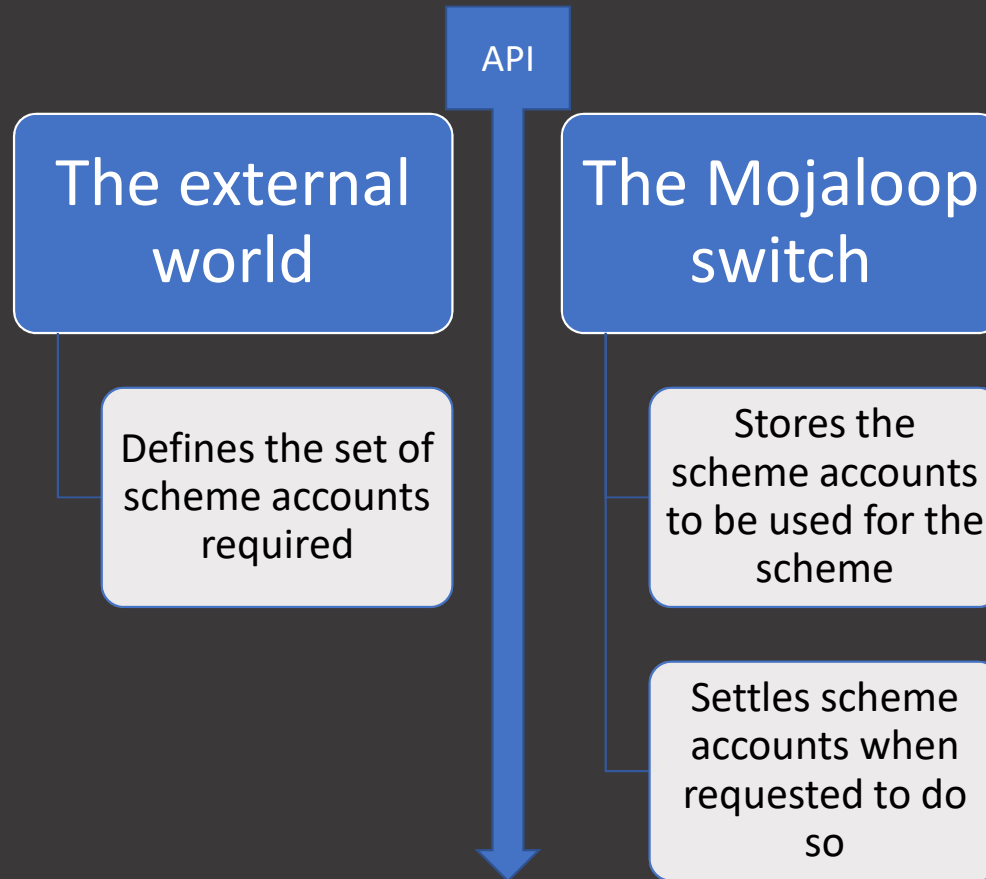 API
The external
world
Defines the set of
scheme accounts
required
The Mojaloop
switch
Stores the
scheme accounts
to be used for the
scheme
Settles scheme
accounts when
requested to do
so